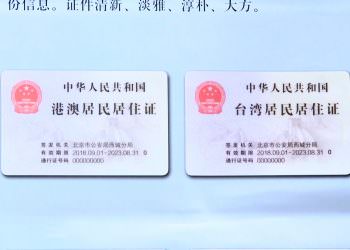 份信息。证件清新、淡雅、淳朴、大方。
中华人民共和国
港澳居民居住证
签发机关 北京市公安局西城分局
有效期限 2018.09.01-2023.08.31 0
通行证号码 000000000
中华人民共和国
台湾居民居住证
签发机关 北京市公安局西城分局
有效期限 2018.09.01-2023.08.31 0
通行证号码 00000000